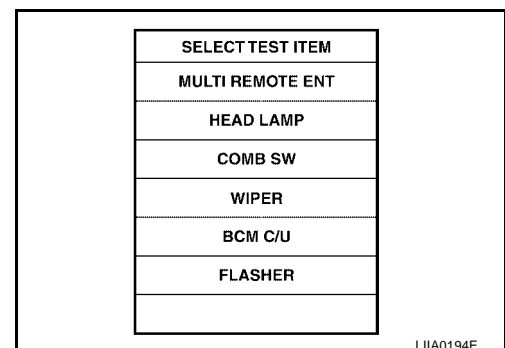 SELECT TEST ITEM
MULTI REMOTE ENT
HEAD LAMP
COMB SW
WIPER
BCM C/U
FLASHER
LIIA0194E